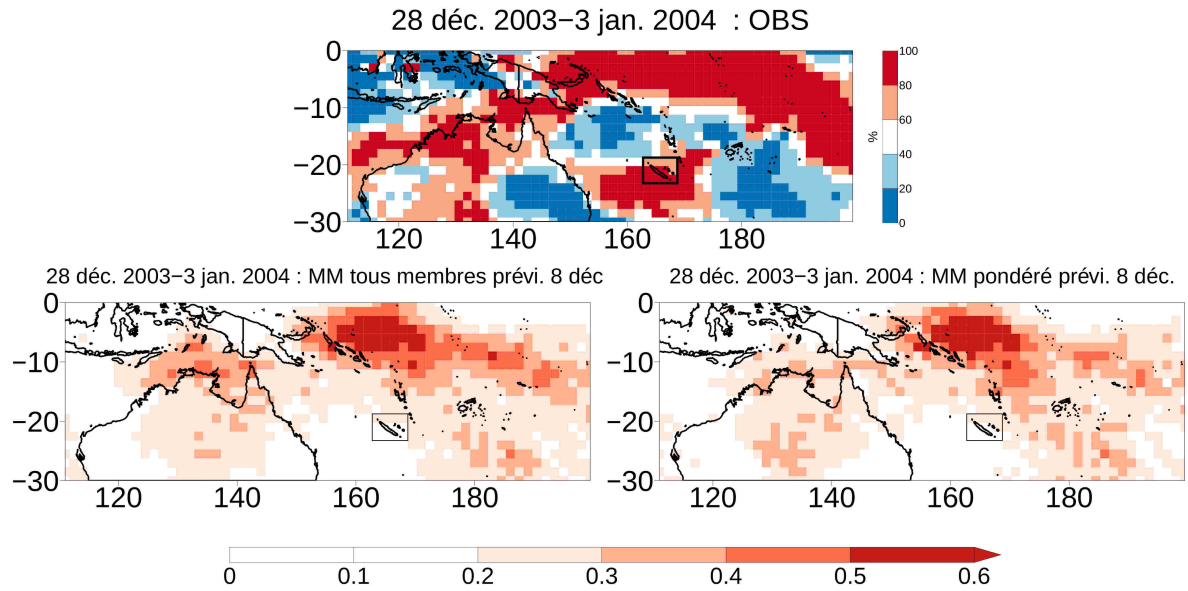 28 déc. 2003−3 jan. 2004 : OBS
0
−10
−20
−30
120 140 160 180
100
80
60
40
20
0
%
28 déc. 2003−3 jan. 2004 : MM tous membres prévi. 8 déc
0
−10
−20
−30
120 140 160 180
28 déc. 2003−3 jan. 2004 : MM pondéré prévi. 8 déc.
0
−10
−20
−30
120 140 160 180
0 0.1 0.2 0.3 0.4 0.5 0.6